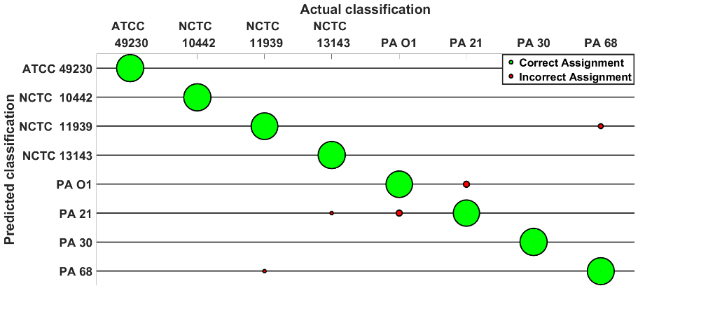 Actual classification
ATCC NCTC NCTC NCTC
49230 10442 11939 13143 PA O1 PA 21 PA 30 PA 68
Correct Assignment
Incorrect Assignment
Predicted classification
ATCC 49230
NCTC 10442
NCTC 11939
NCTC 13143
PA O1
PA 21
PA 30
PA 68